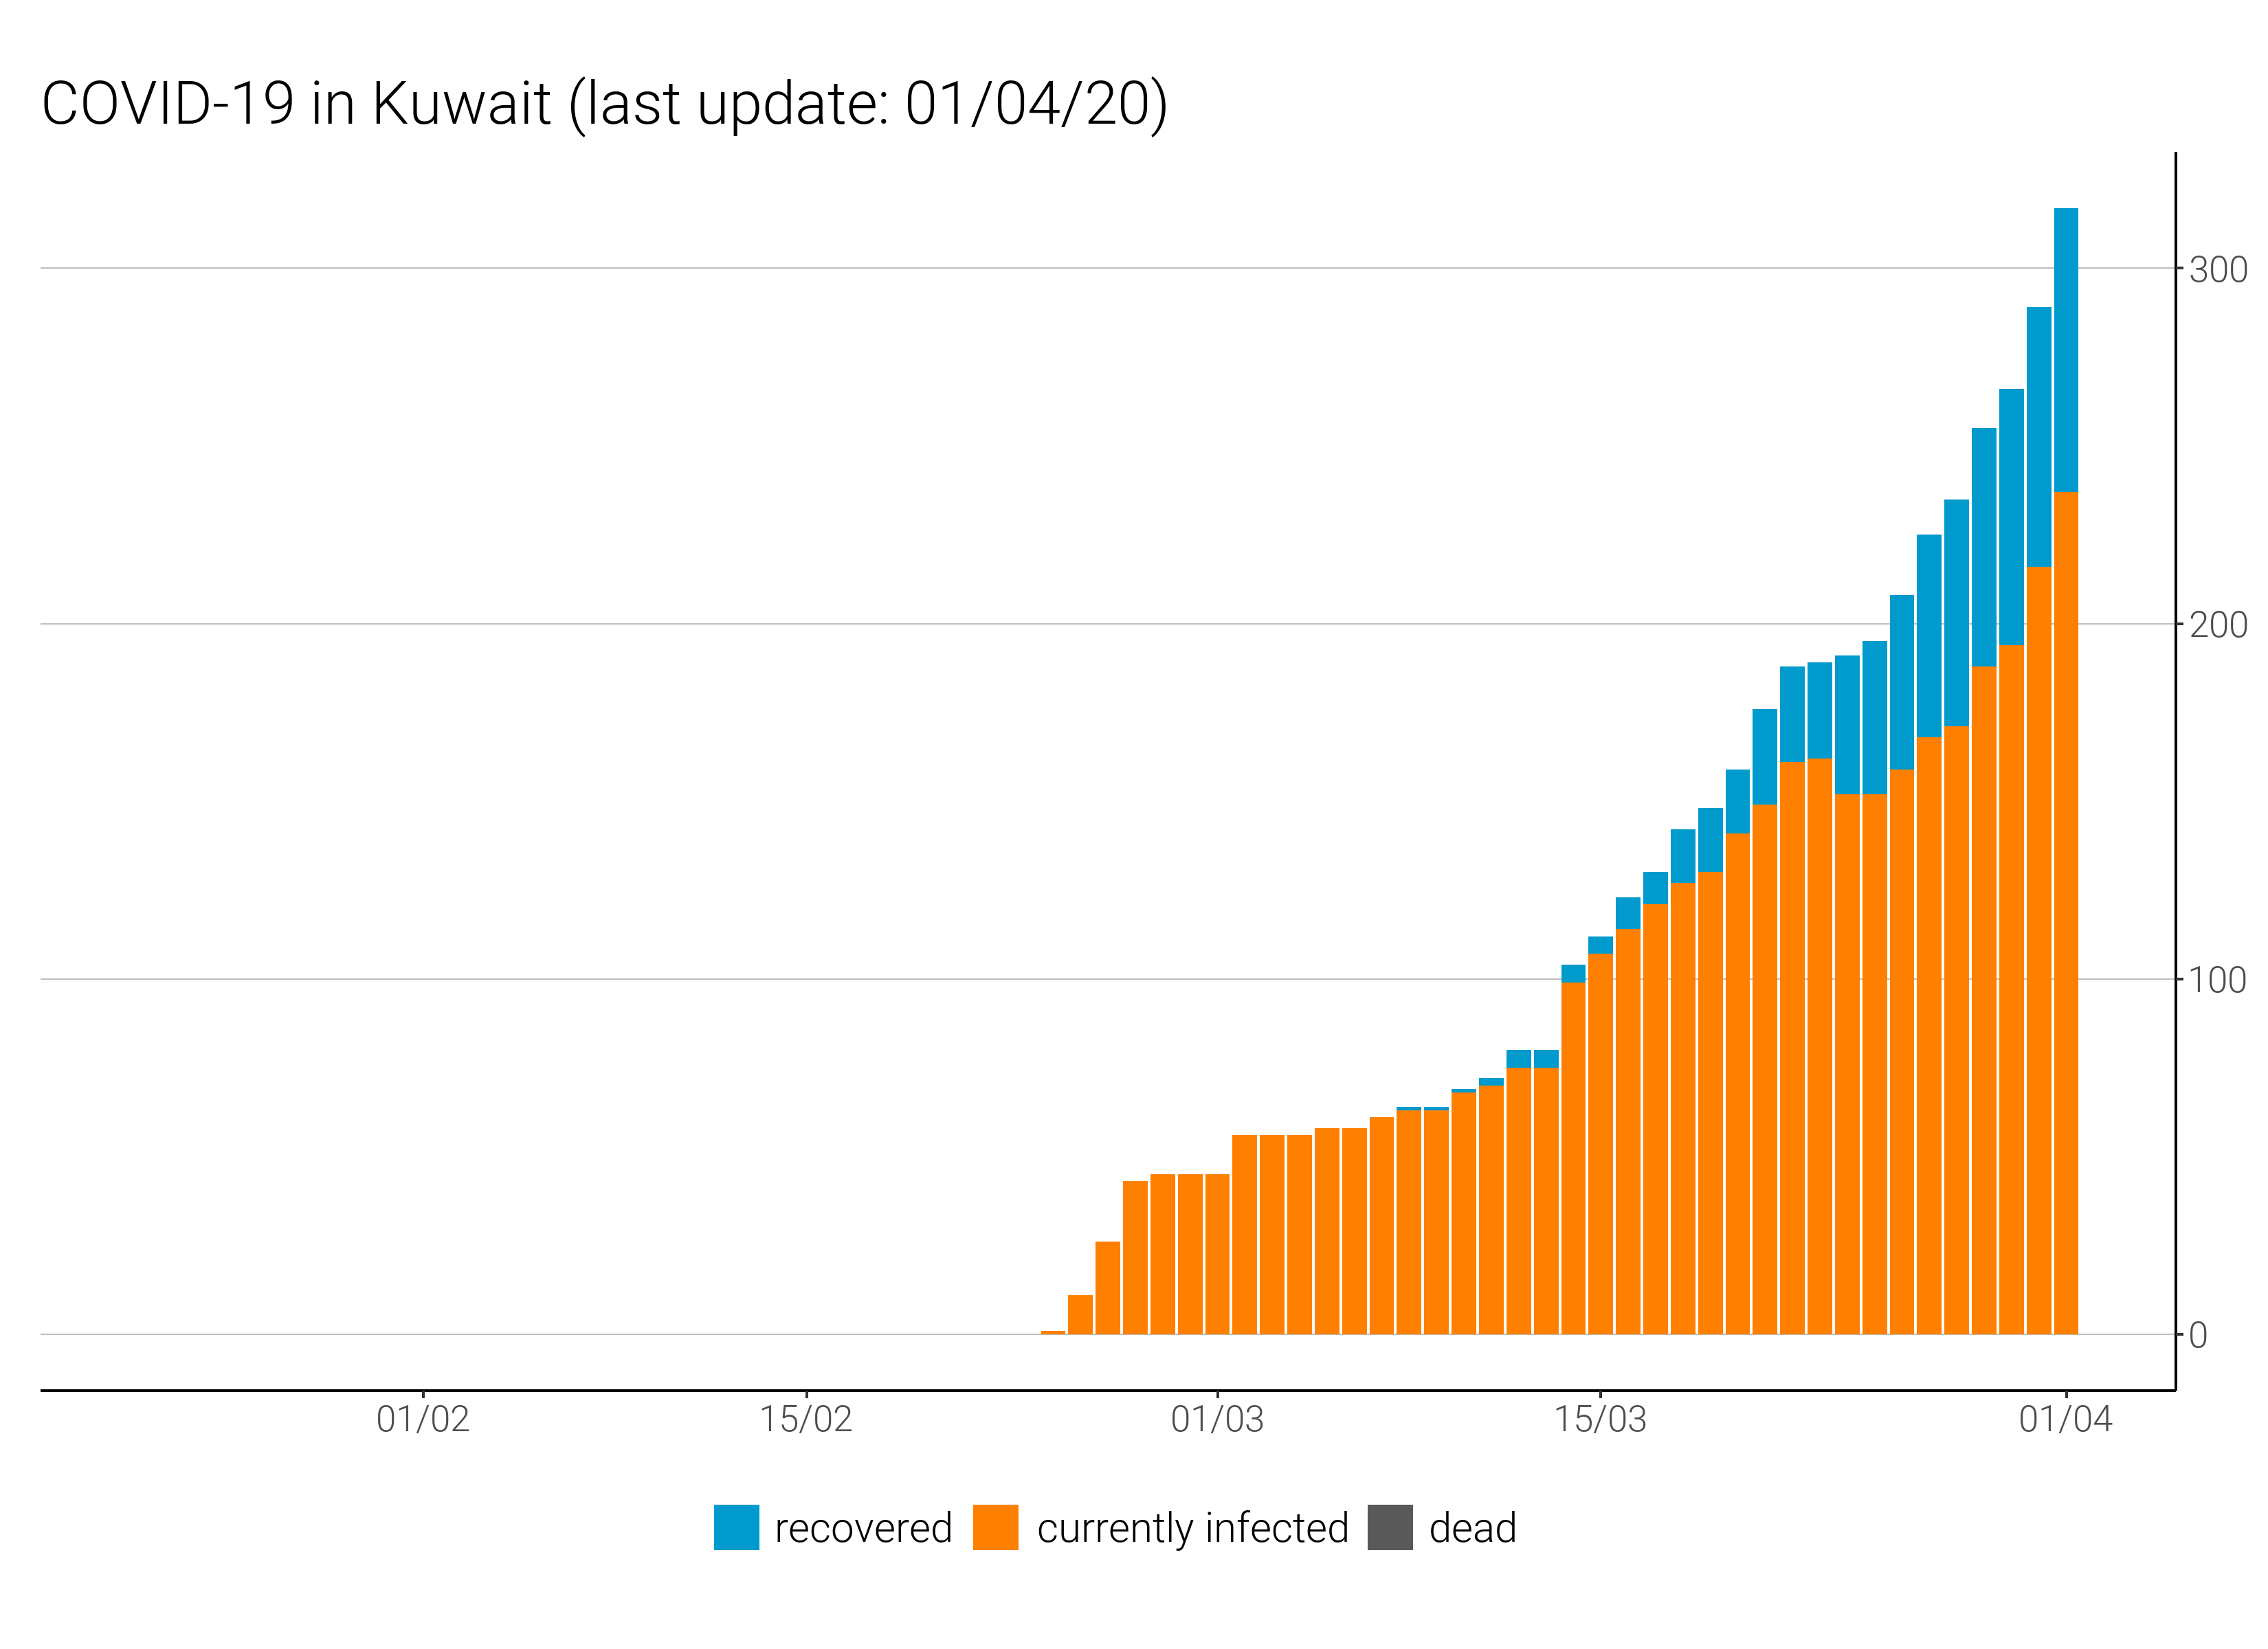 COVID-19 in Kuwait (last update: 01/04/20)
300
200
100
0
01/02 15/02 01/03 15/03 01/04
recovered currently infected dead